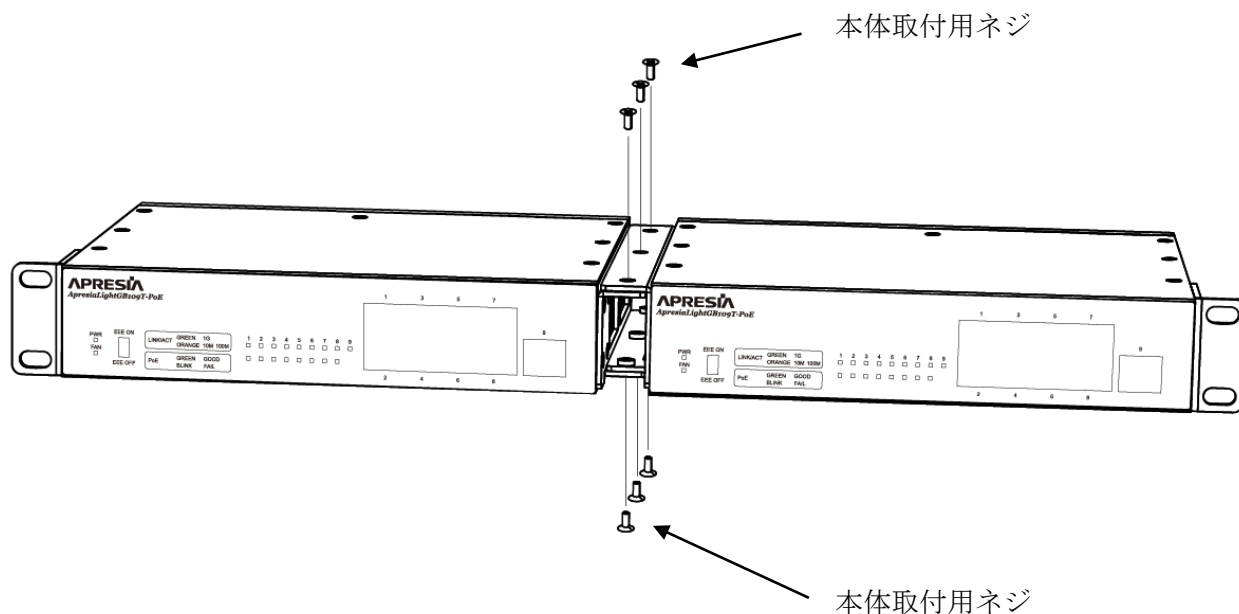 本体取付用ネジ
APRESIA
ApresiaLightGB109T-PoE
1 3 5 7
9
PWR
FAN
EEE ON
EEE OFF
LINK/ACT GREEN 1G
ORANGE 10M 100M
PoE GREEN GOOD
BLINK FAIL
1 2 3 4 5 6 7 8 9
2 4 6 8
APRESIA
ApresiaLightGB109T-PoE
1 3 5 7
9
PWR
FAN
EEE ON
EEE OFF
LINK/ACT GREEN 1G
ORANGE 10M 100M
PoE GREEN GOOD
BLINK FAIL
1 2 3 4 5 6 7 8 9
2 4 6 8
本体取付用ネジ